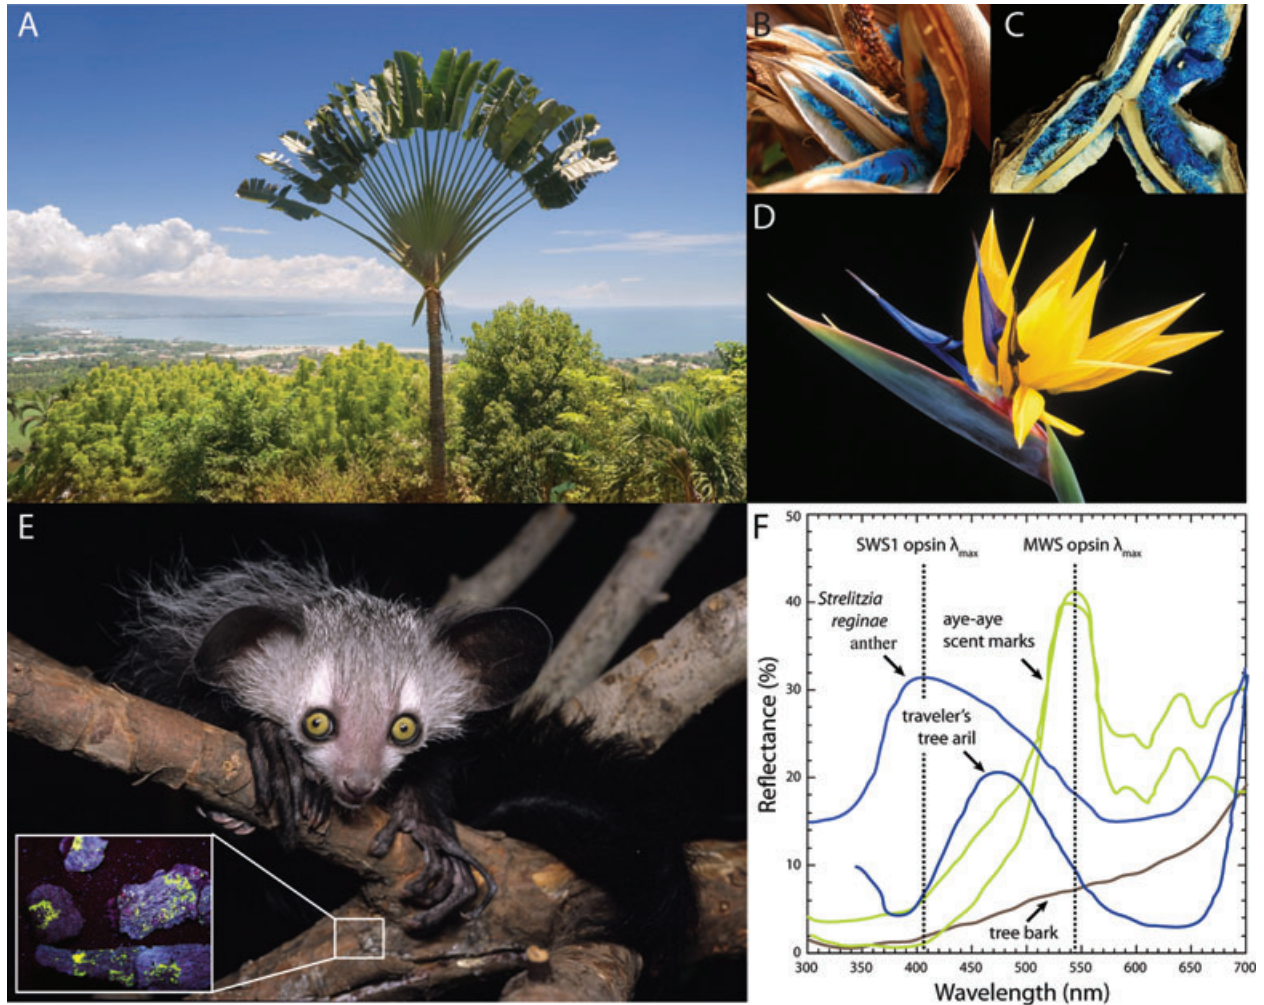 A
B
C
D
E
F
50
40
30
20
10
0
Reflectance (%)
SWS1 opsin λmax
MWS opsin λmax
Strelitzia
reginae
anther
aye-aye
scent marks
traveler's
tree aril
tree bark
300 400 450 500 550 600 650 700
Wavelength (nm)